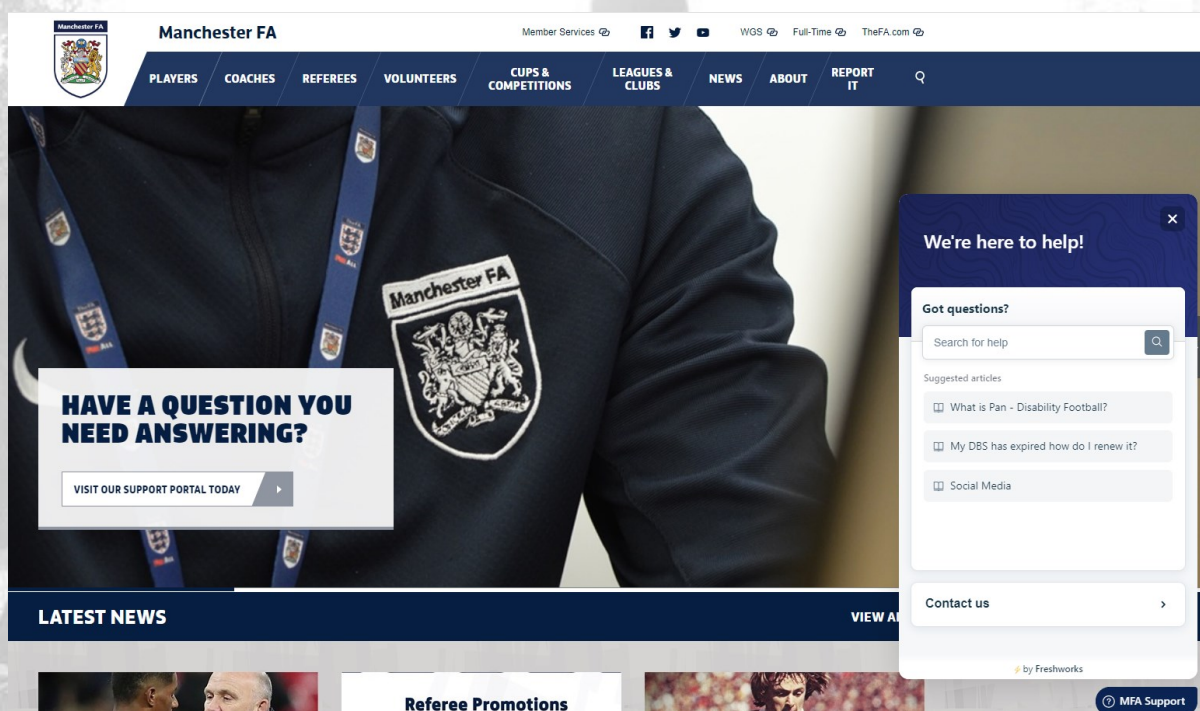 Manchester FA
Manchester FA
Member Services
WGS
Full-Time
TheFA.com
PLAYERS
COACHES
REFEREES
VOLUNTEERS
CUPS &
COMPETITIONS
LEAGUES &
CLUBS
NEWS
ABOUT
REPORT
IT
Manchester FA
HAVE A QUESTION YOU
NEED ANSWERING?
VISIT OUR SUPPORT PORTAL TODAY
We're here to help!
Got questions?
Search for help
Suggested articles
What is Pan - Disability Football?
My DBS has expired how do I renew it?
Social Media
Contact us
by Freshworks
MFA Support
LATEST NEWS
VIEW
Referee Promotions